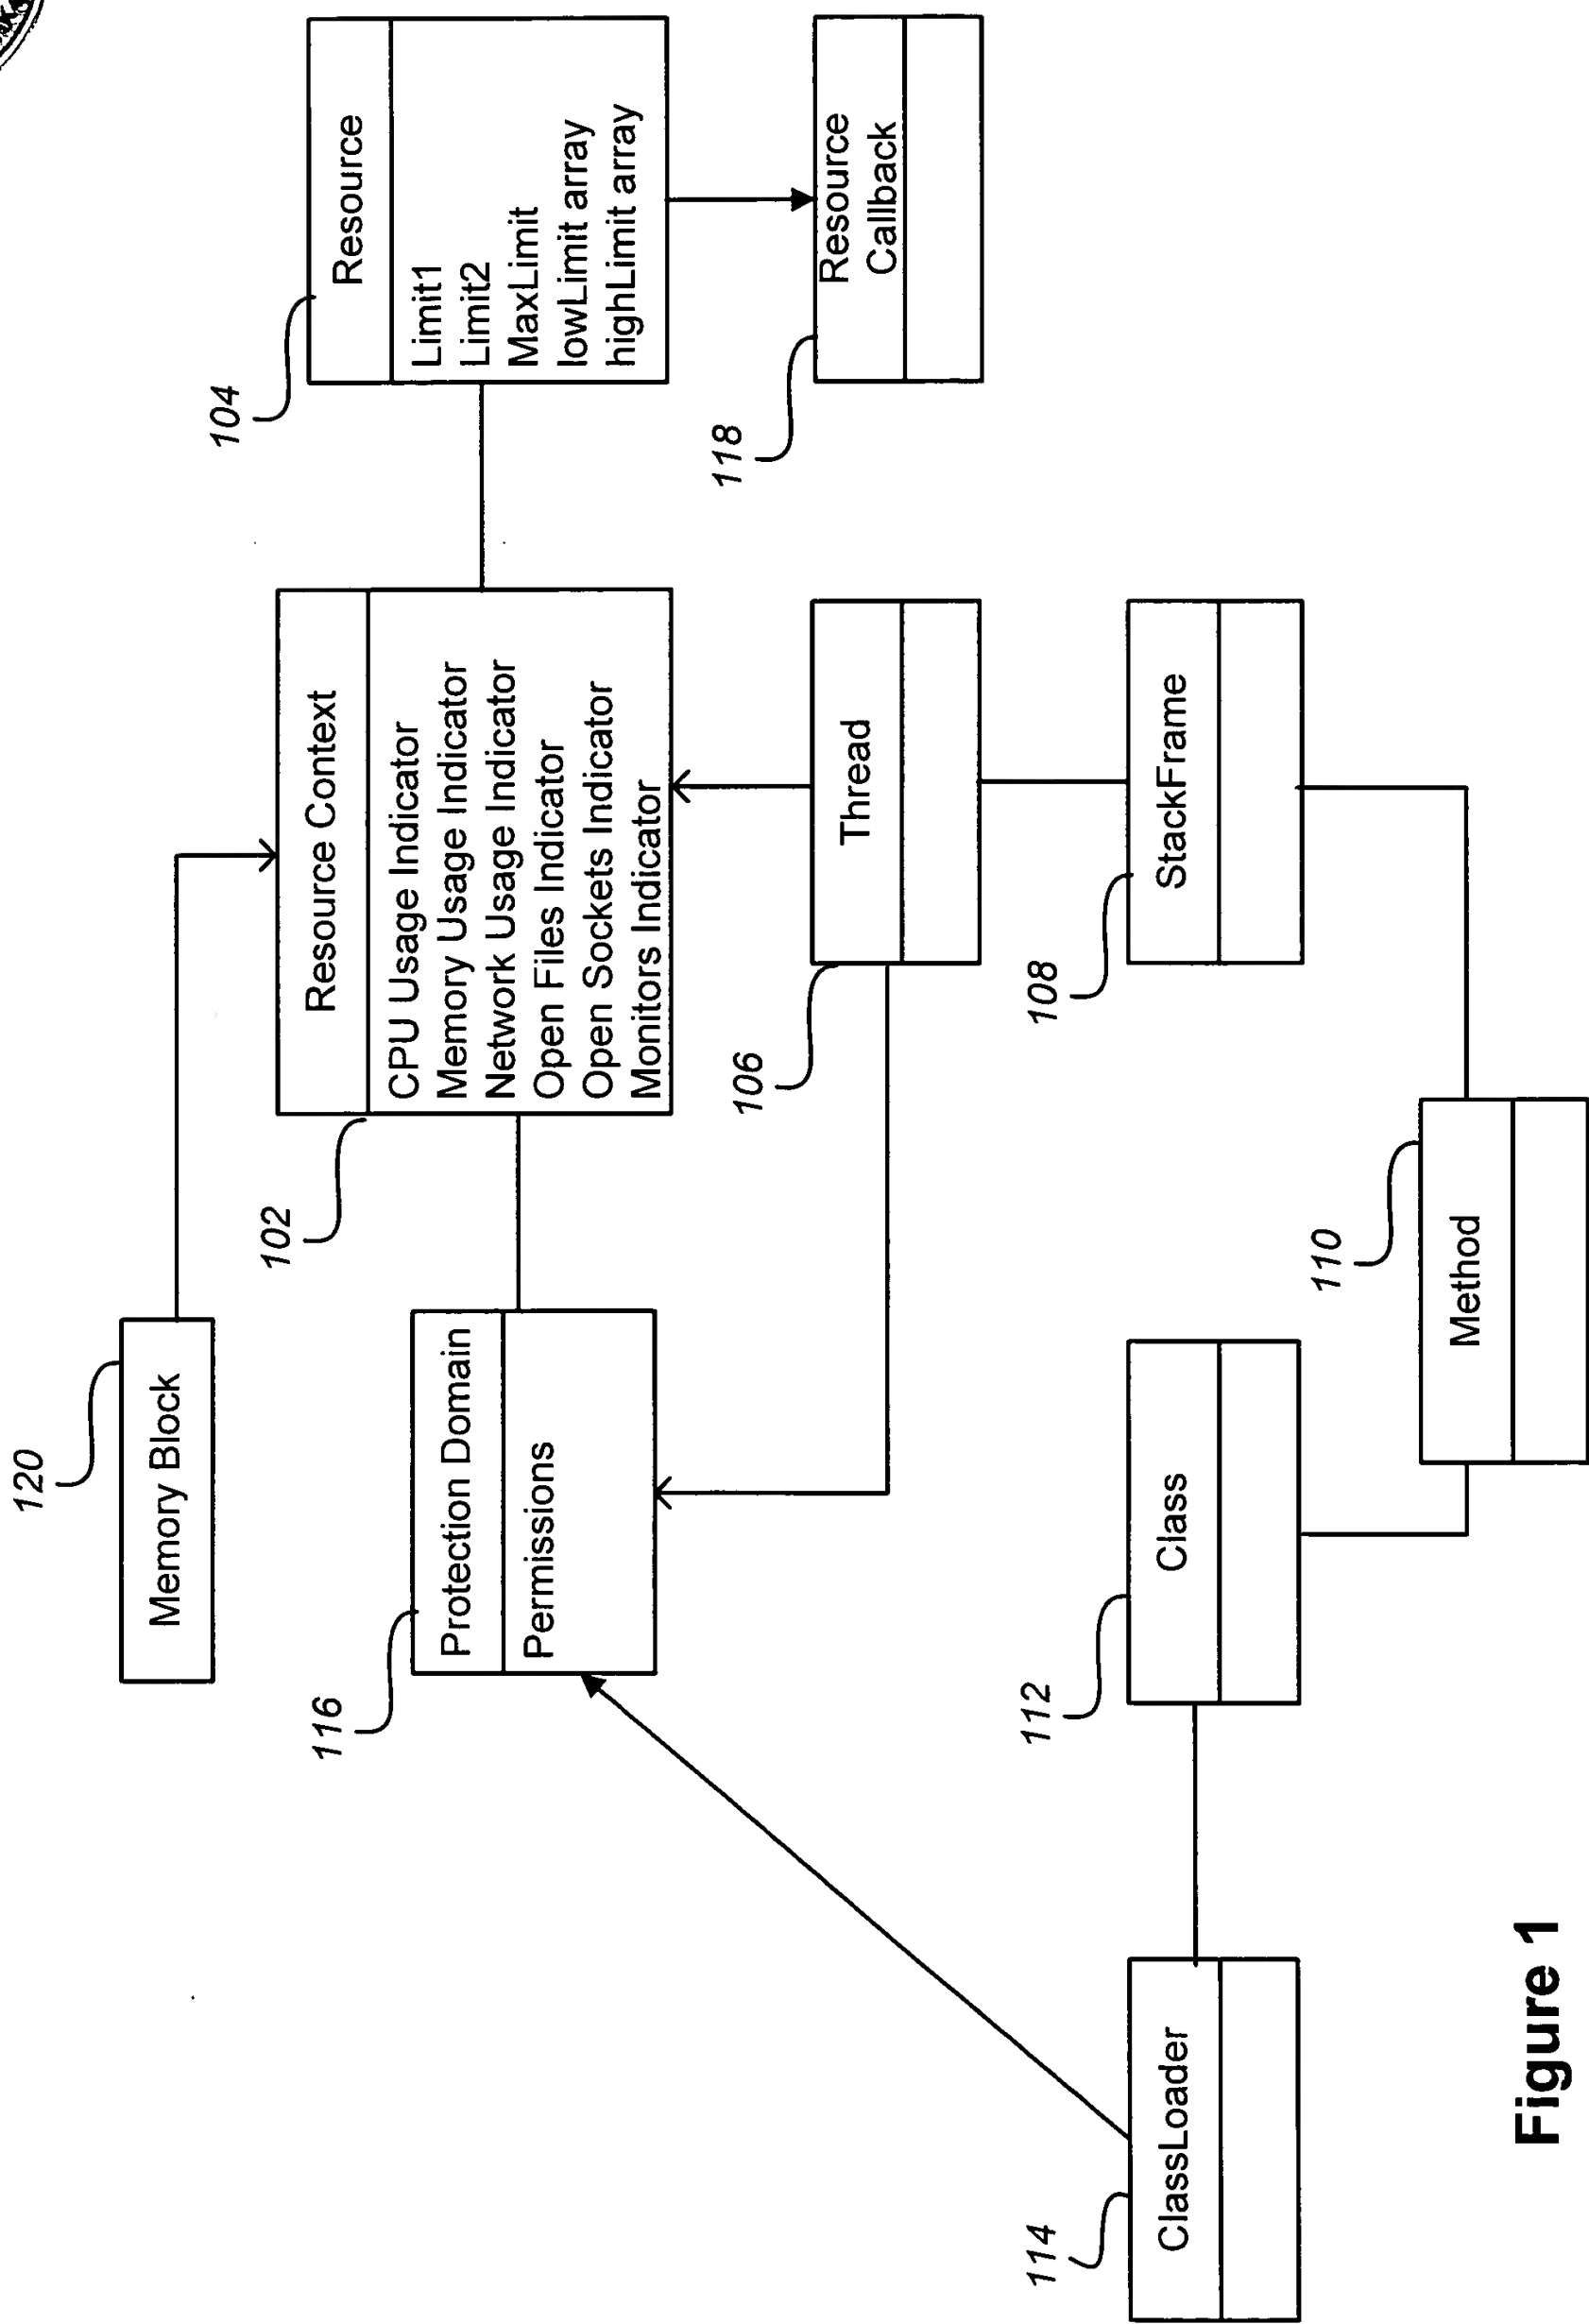 120
Memory Block
102
Resource Context
CPU Usage Indicator
Memory Usage Indicator
Network Usage Indicator
Open Files Indicator
Open Sockets Indicator
Monitors Indicator
104
Resource
Limit1
Limit2
MaxLimit
lowLimit array
highLimit array
116
Protection Domain
Permissions
118
Resource
Callback
106
Thread
114
ClassLoader
112
Class
108
StackFrame
110
Method
Figure 1